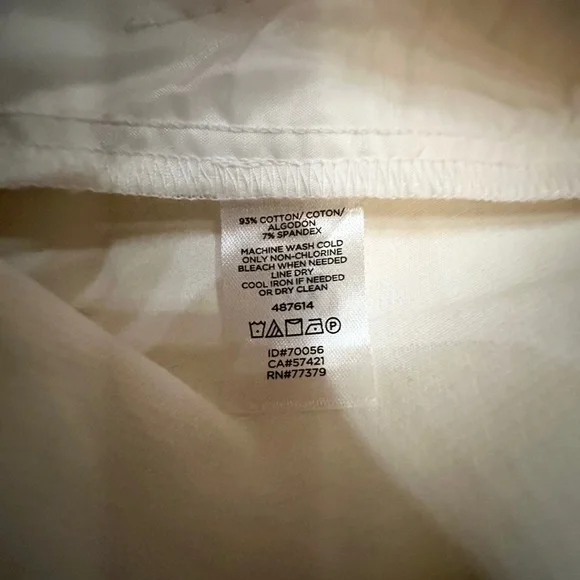 93% COTTON/ COTON/
ALGODÓN
7% SPANDEX
MACHINE WASH COLD
ONLY NON-CHLORINE
BLEACH WHEN NEEDED
LINE DRY
COOL IRON IF NEEDED
OR DRY CLEAN
487614
P
ID#70056
CA#57421
RN#77379